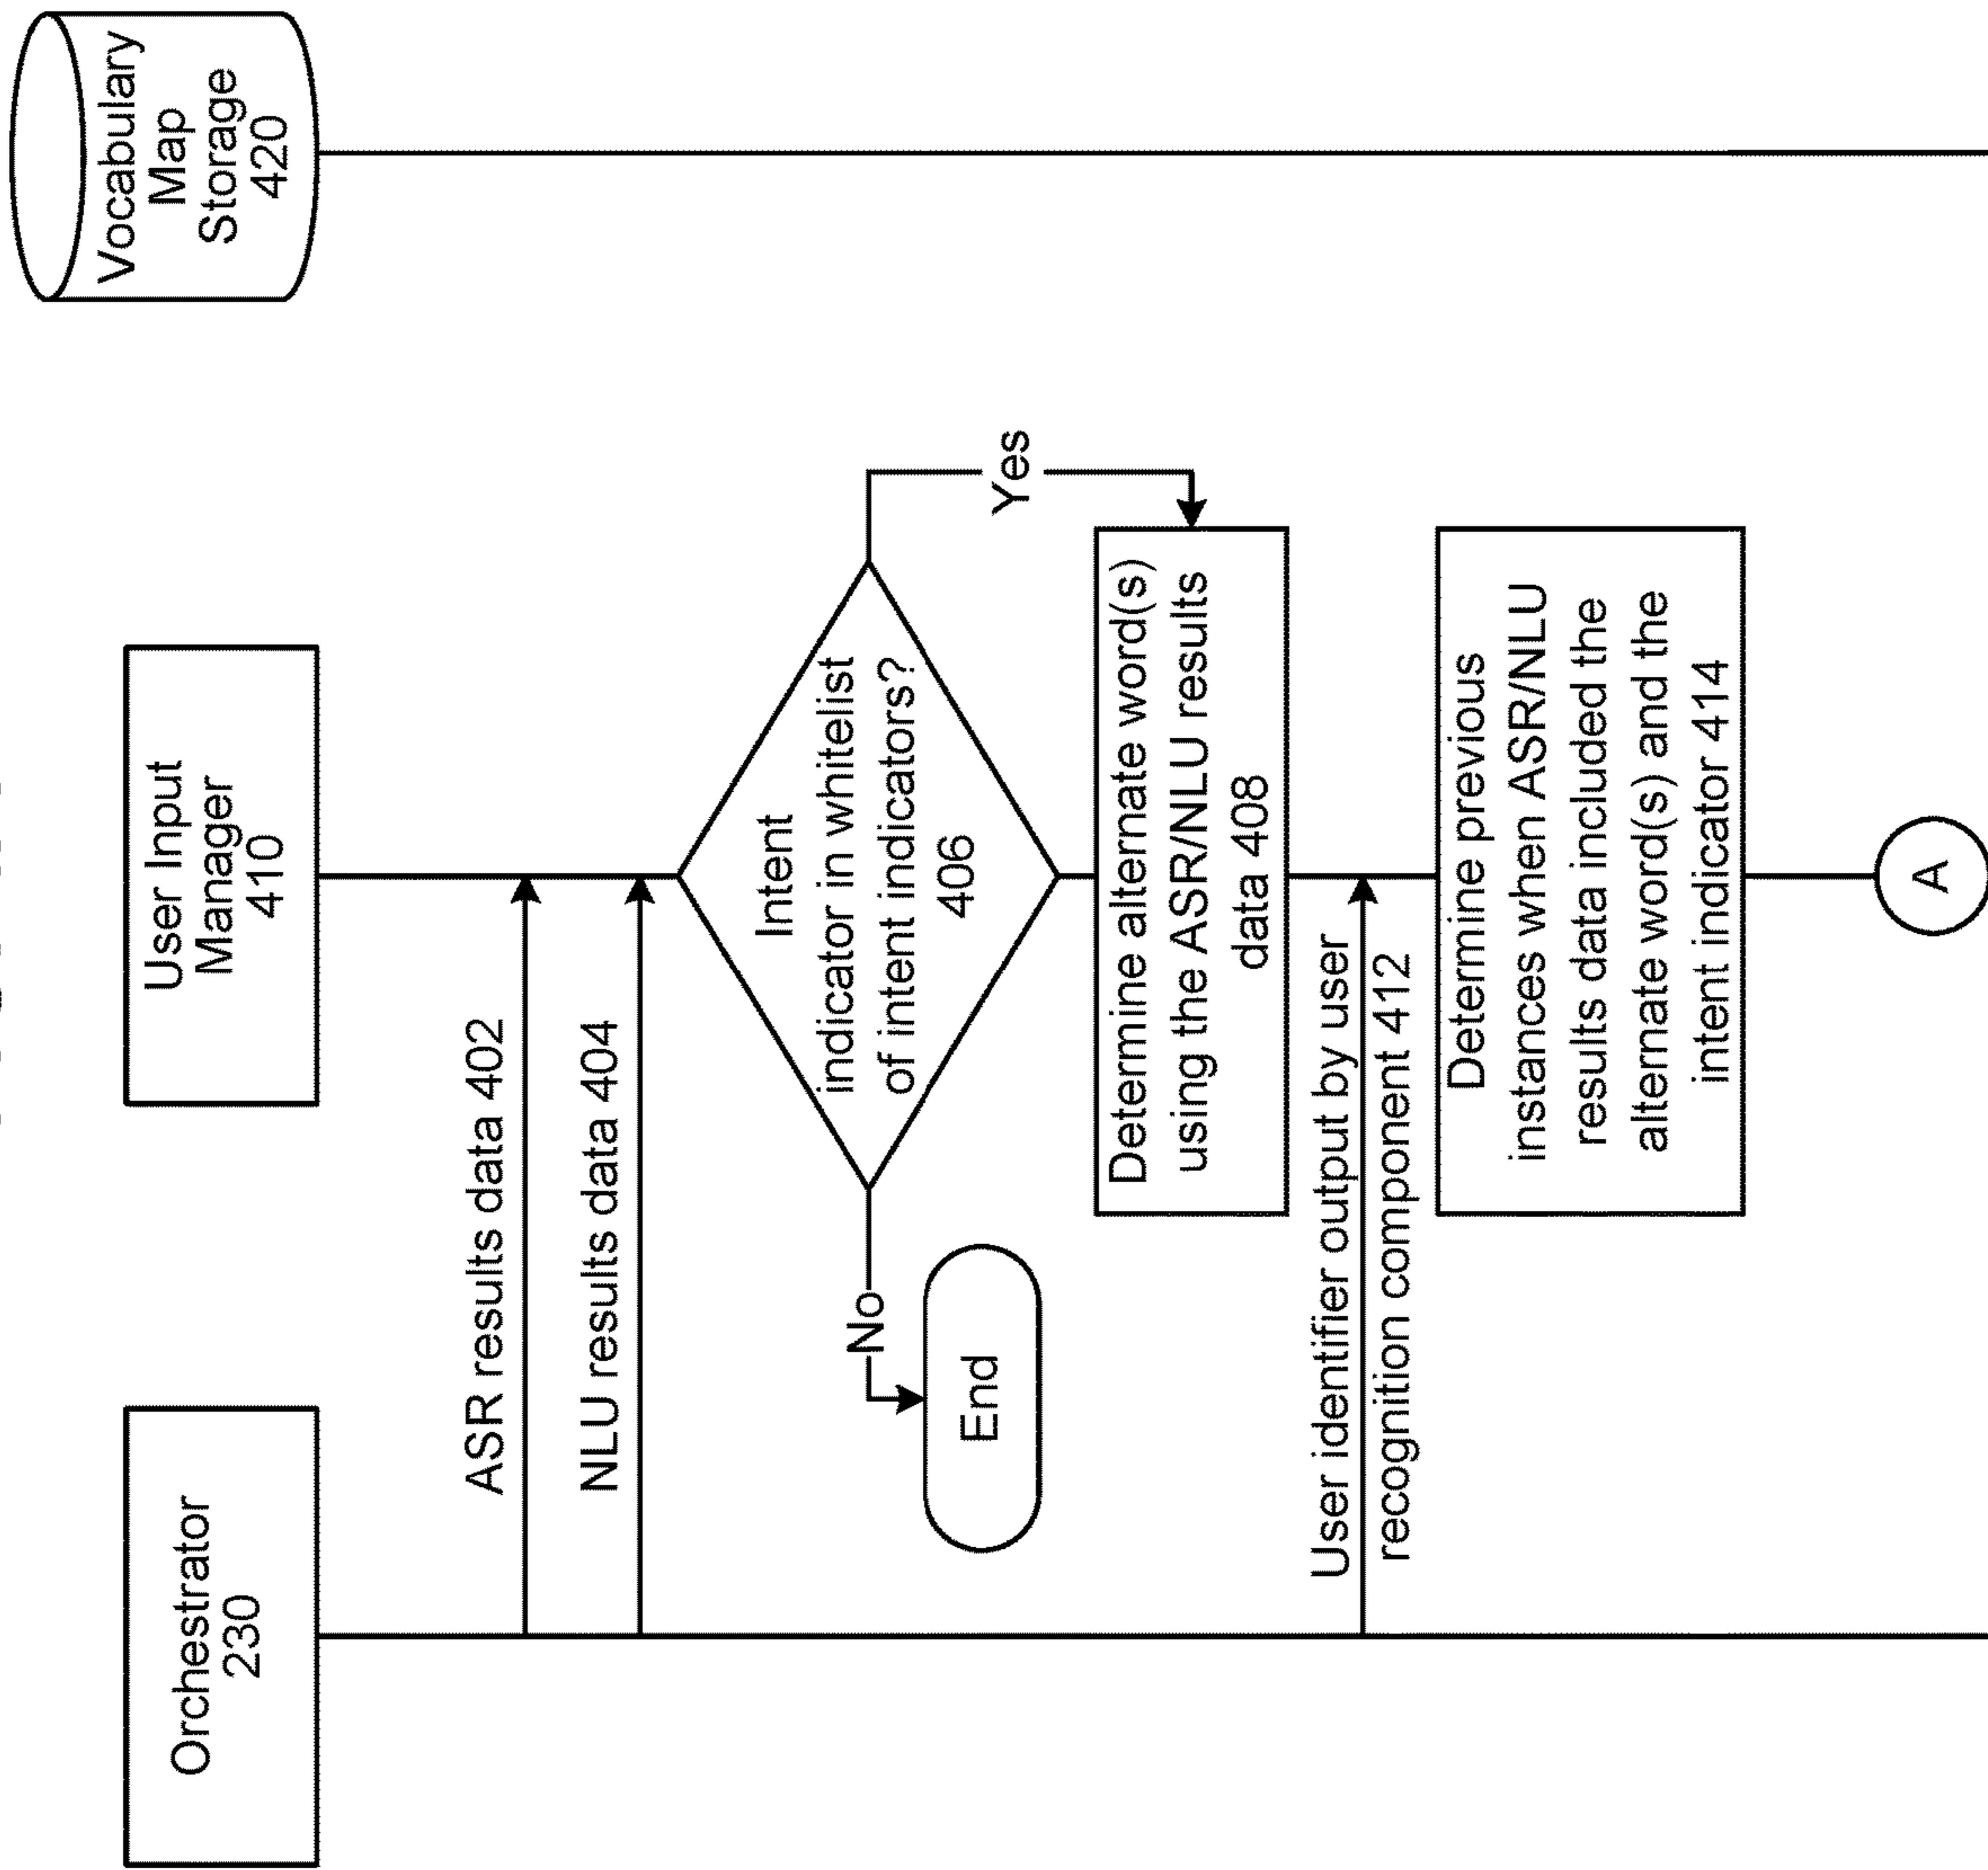 Orchestrator
230
User Input
Manager
410
Vocabulary
Map
Storage
420
ASR results data 402
NLU results data 404
Intent
indicator in whitelist
of intent indicators?
406
No
Yes
End
Determine alternate word(s)
using the ASR/NLU results
data 408
User identifier output by user
recognition component 412
Determine previous
instances when ASR/NLU
results data included the
alternate word(s) and the
intent indicator 414
A